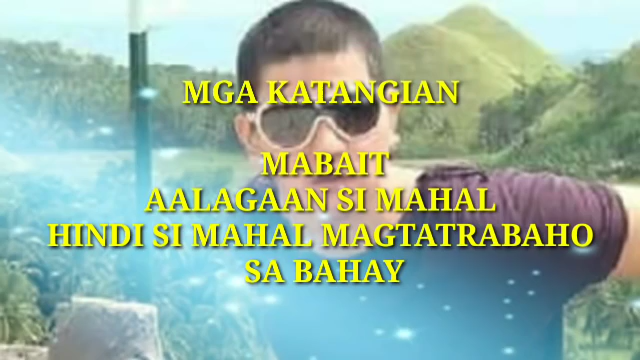 MGA KATANGIAN
MABAIT
AALAGAAN SI MAHAL
HINDI SI MAHAL MAGTATRABAHO
SA BAHAY